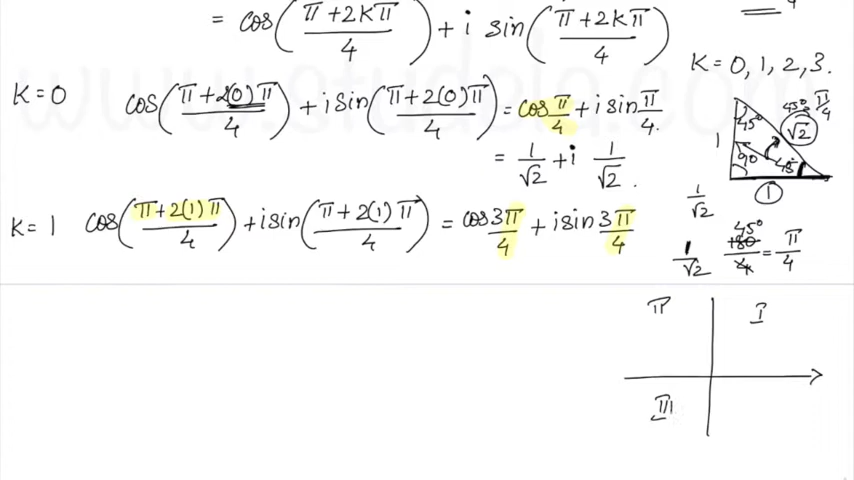 = cos(π+2kπ/4) + i sin(π+2kπ/4)
K = 0, 1, 2, 3.
K=0 cos(π+2(0)π/4) + i sin(π+2(0)π/4) = cos π/4 + i sin π/4.
= 1/√2 + i 1/√2.
K=1 cos(π+2(1)π/4) + i sin(π+2(1)π/4) = cos 3π/4 + i sin 3π/4
45° = π/4
45°
√2
1
90
45°
1
1/√2
1/√2
45°
180/4 = π/4
II I
III